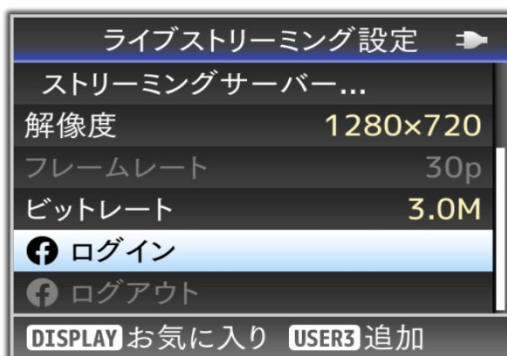 ライブストリーミング設定
ストリーミングサーバー...
解像度 1280×720
フレームレート 30p
ビットレート 3.0M
ログイン
ログアウト
DISPLAY お気に入り USER3 追加